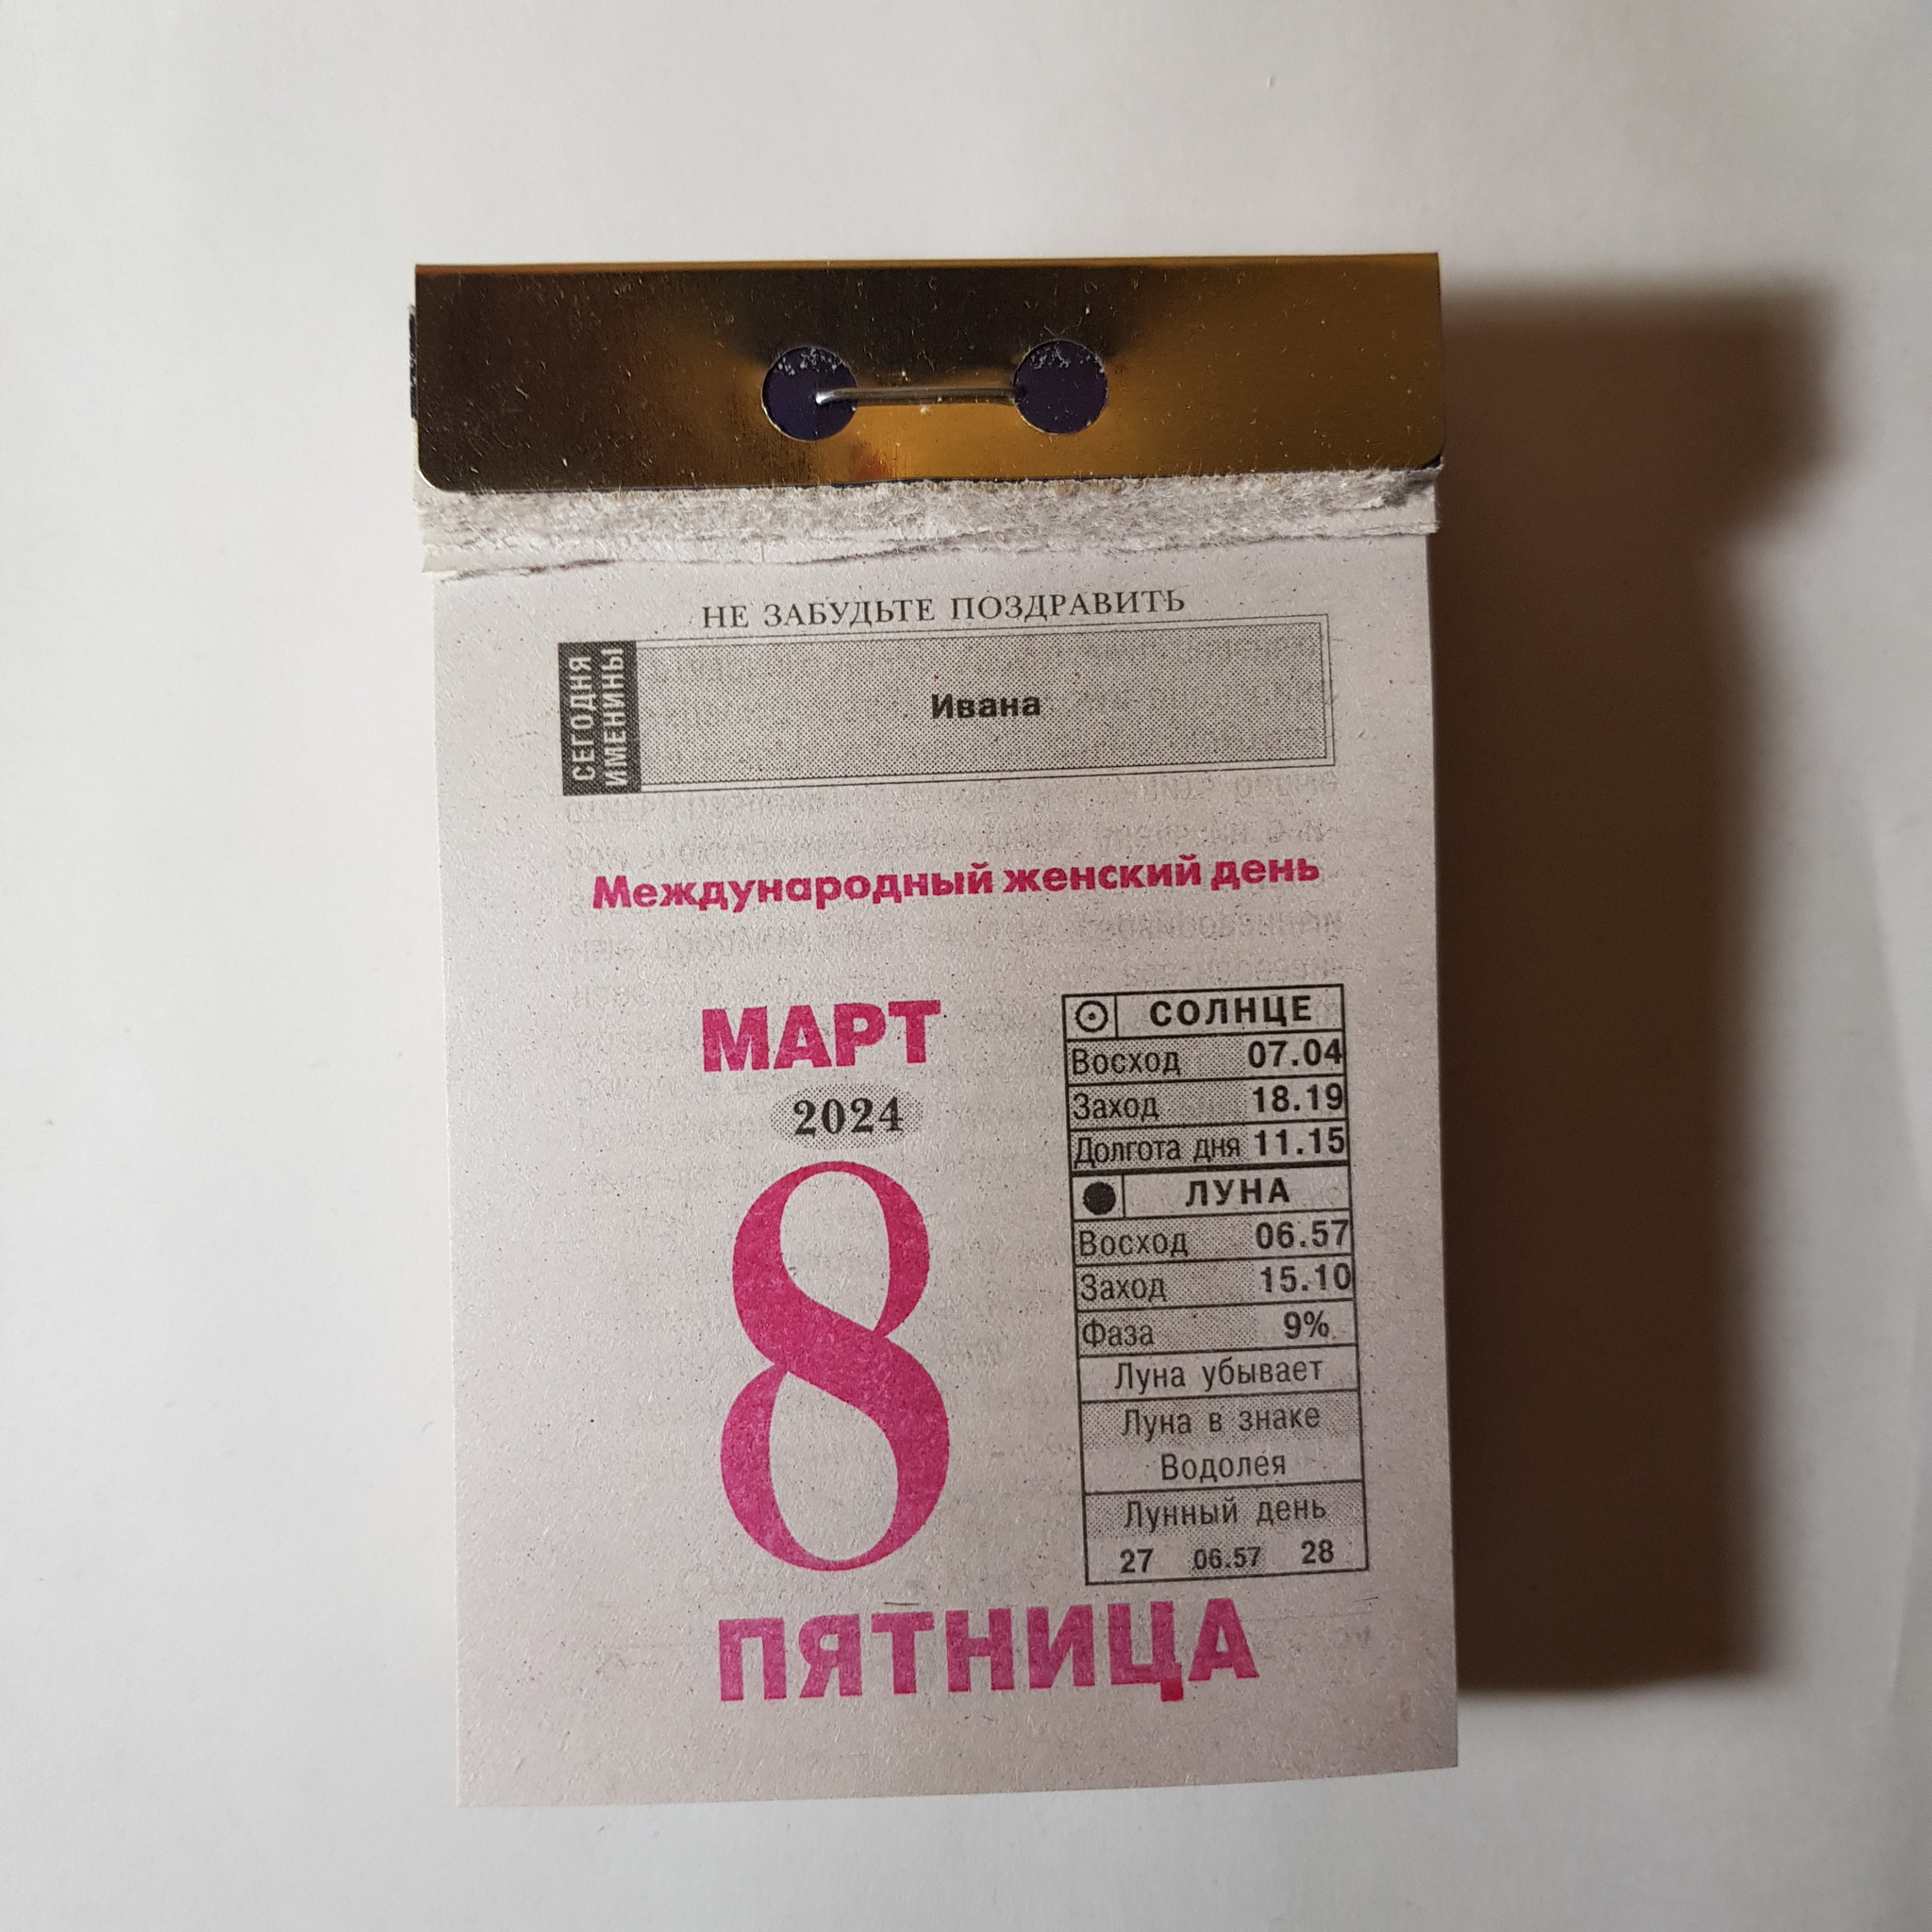 НЕ ЗАБУДЬТЕ ПОЗДРАВИТЬ
СЕГОДНЯ
ИМЕНИНЫ
Ивана
Международный женский день
МАРТ
2024
8
ПЯТНИЦА
СОЛНЦЕ
Восход 07.04
Заход 18.19
Долгота дня 11.15
ЛУНА
Восход 06.57
Заход 15.10
Фаза 9%
Луна убывает
Луна в знаке
Водолея
Лунный день
27 06.57 28